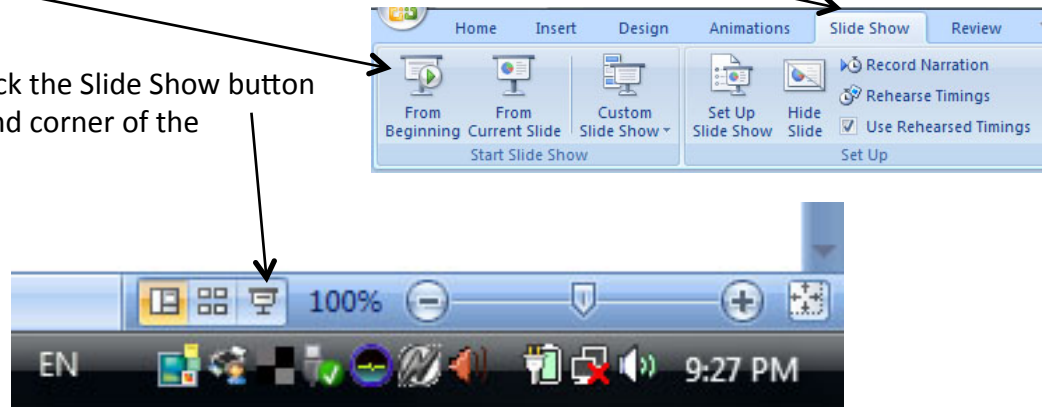 Home Insert Design Animations Slide Show Review
ck the Slide Show button
nd corner of the
From Beginning
From Current Slide
Custom Slide Show
Set Up Slide Show
Hide Slide
Record Narration
Rehearse Timings
Use Rehearsed Timings
Start Slide Show
Set Up
100%
EN
9:27 PM